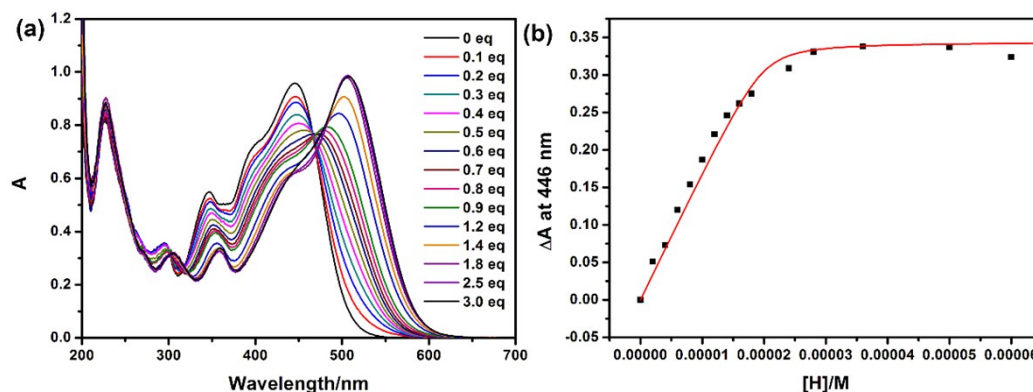 (a)
1.2
1.0
0.8
0.6
0.4
0.2
0.0
A
200 300 400 500 600 700
Wavelength/nm
0 eq
0.1 eq
0.2 eq
0.3 eq
0.4 eq
0.5 eq
0.6 eq
0.7 eq
0.8 eq
0.9 eq
1.2 eq
1.4 eq
1.8 eq
2.5 eq
3.0 eq
(b)
0.35
0.30
0.25
0.20
0.15
0.10
0.05
0.00
-0.05
ΔA at 446 nm
0.00000 0.00001 0.00002 0.00003 0.00004 0.00005 0.00006
[H]/M